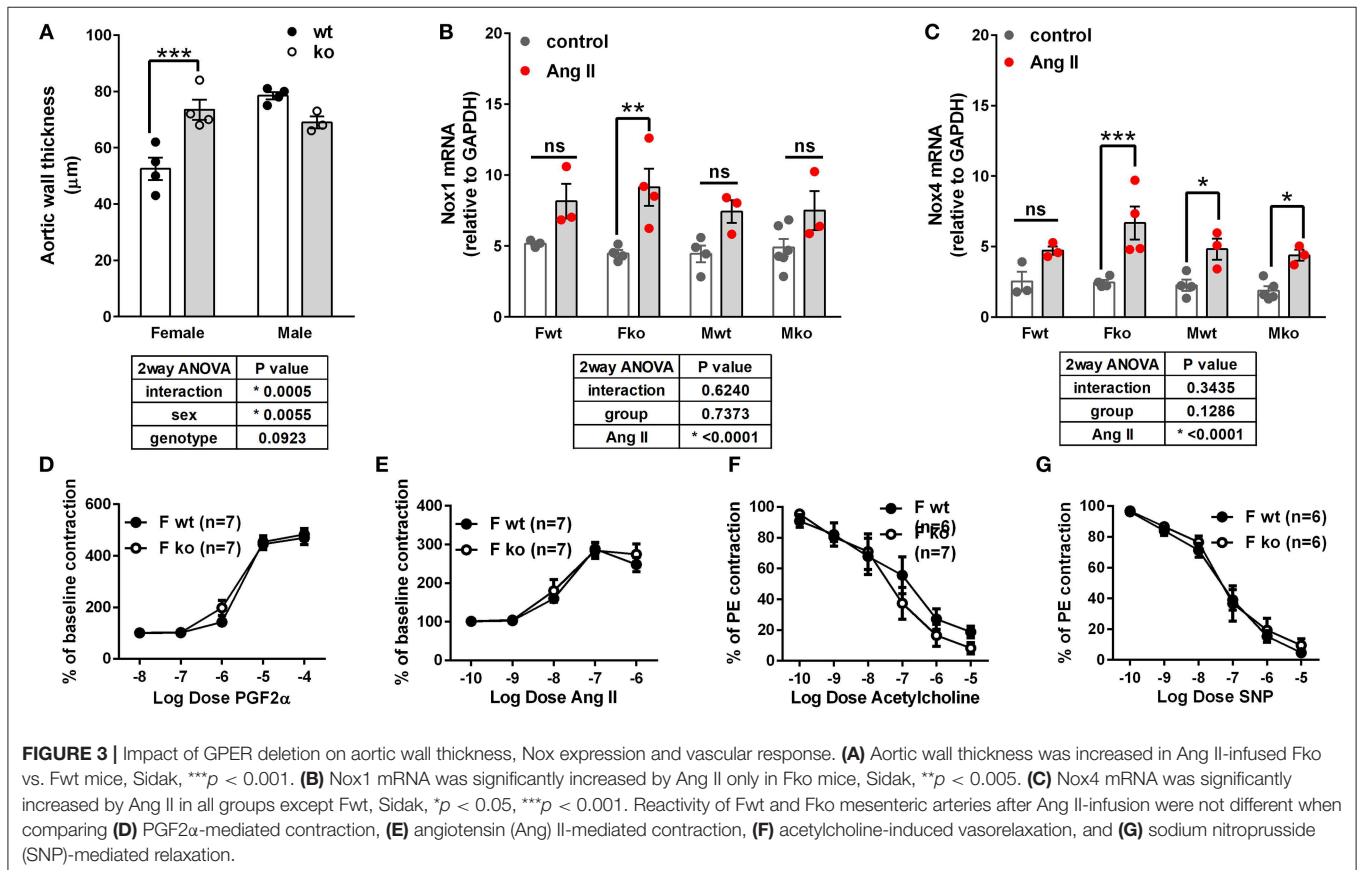 A
Aortic wall thickness
(μm)
100
80
60
40
20
0
***
wt
ko
Female
Male
2way ANOVA P value
interaction * 0.0005
sex * 0.0055
genotype 0.0923
B
Nox1 mRNA
(relative to GAPDH)
20
15
10
5
0
control
Ang II
ns
**
ns
ns
Fwt
Fko
Mwt
Mko
2way ANOVA P value
interaction 0.6240
group 0.7373
Ang II * <0.0001
C
Nox4 mRNA
(relative to GAPDH)
20
15
10
5
0
control
Ang II
ns
***
*
*
Fwt
Fko
Mwt
Mko
2way ANOVA P value
interaction 0.3435
group 0.1286
Ang II * <0.0001
D
% of baseline contraction
600
400
200
0
F wt (n=7)
F ko (n=7)
-8 -7 -6 -5 -4
Log Dose PGF2α
E
% of baseline contraction
400
300
200
100
0
F wt (n=7)
F ko (n=7)
-10 -9 -8 -7 -6
Log Dose Ang II
F
% of PE contraction
100
80
60
40
20
0
F wt
(n=6)
F ko
(n=7)
-10 -9 -8 -7 -6 -5
Log Dose Acetylcholine
G
% of PE contraction
100
80
60
40
20
0
F wt (n=6)
F ko (n=6)
-10 -9 -8 -7 -6 -5
Log Dose SNP
FIGURE 3 | Impact of GPER deletion on aortic wall thickness, Nox expression and vascular response. (A) Aortic wall thickness was increased in Ang II-infused Fko
vs. Fwt mice, Sidak, ***p < 0.001. (B) Nox1 mRNA was significantly increased by Ang II only in Fko mice, Sidak, **p < 0.005. (C) Nox4 mRNA was significantly
increased by Ang II in all groups except Fwt, Sidak, *p < 0.05, ***p < 0.001. Reactivity of Fwt and Fko mesenteric arteries after Ang II-infusion were not different when
comparing (D) PGF2α-mediated contraction, (E) angiotensin (Ang) II-mediated contraction, (F) acetylcholine-induced vasorelaxation, and (G) sodium nitroprusside
(SNP)-mediated relaxation.